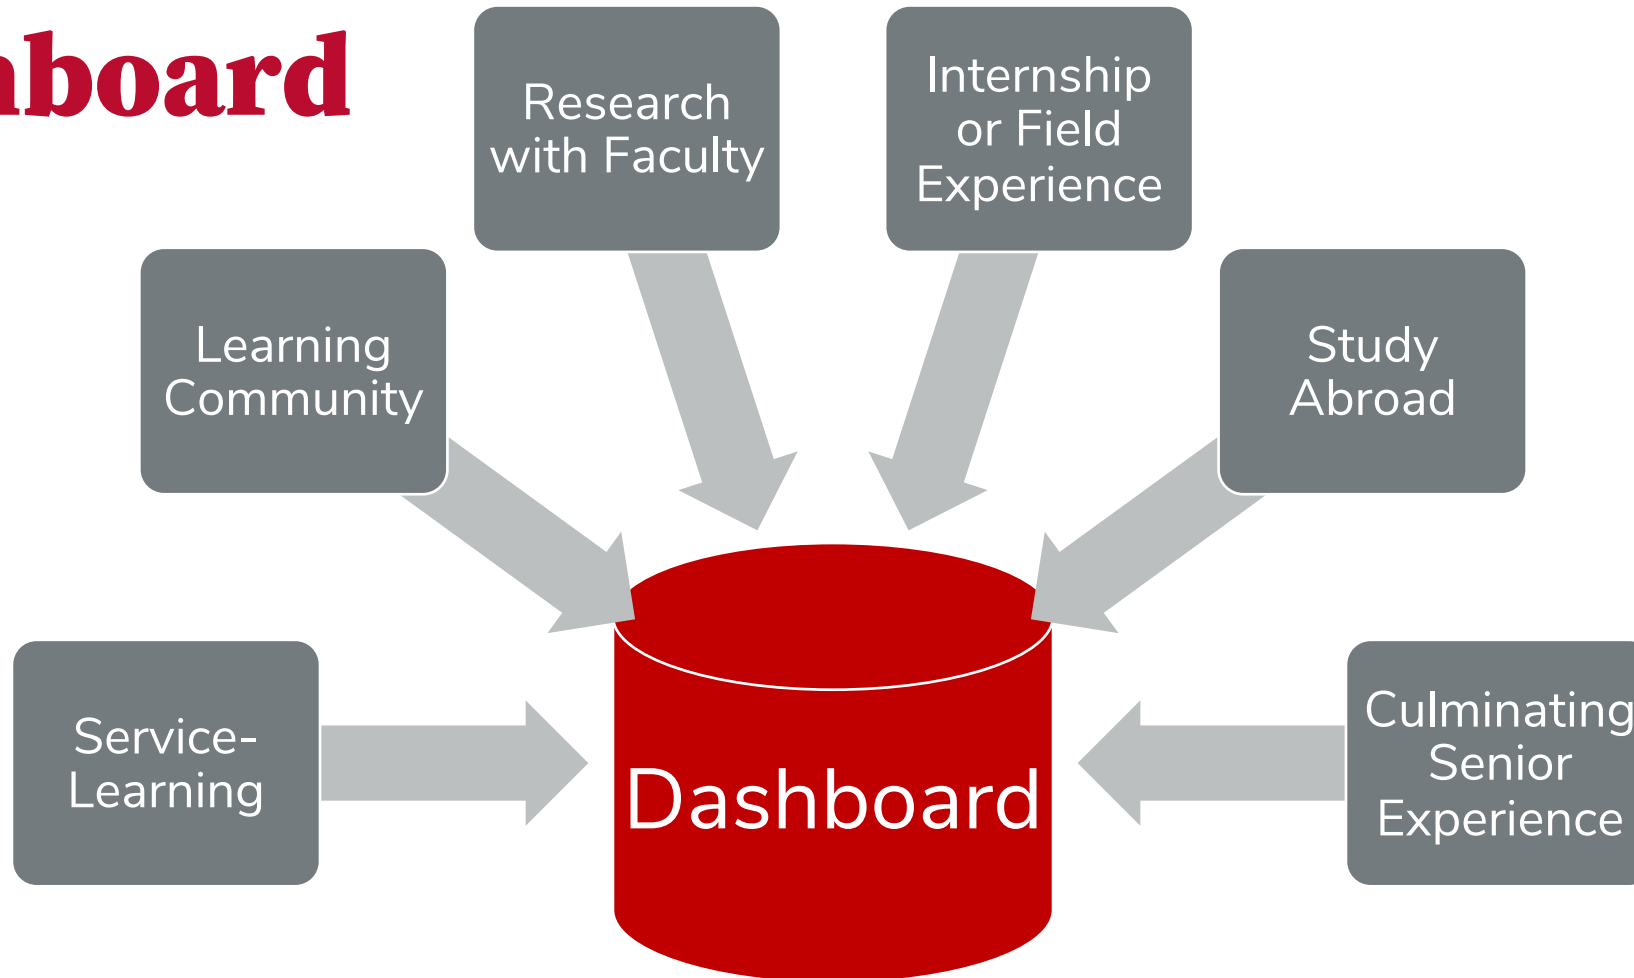 hboard
Research
with Faculty
Internship
or Field
Experience
Learning
Community
Study
Abroad
Service-
Learning
Culminating
Senior
Experience
Dashboard